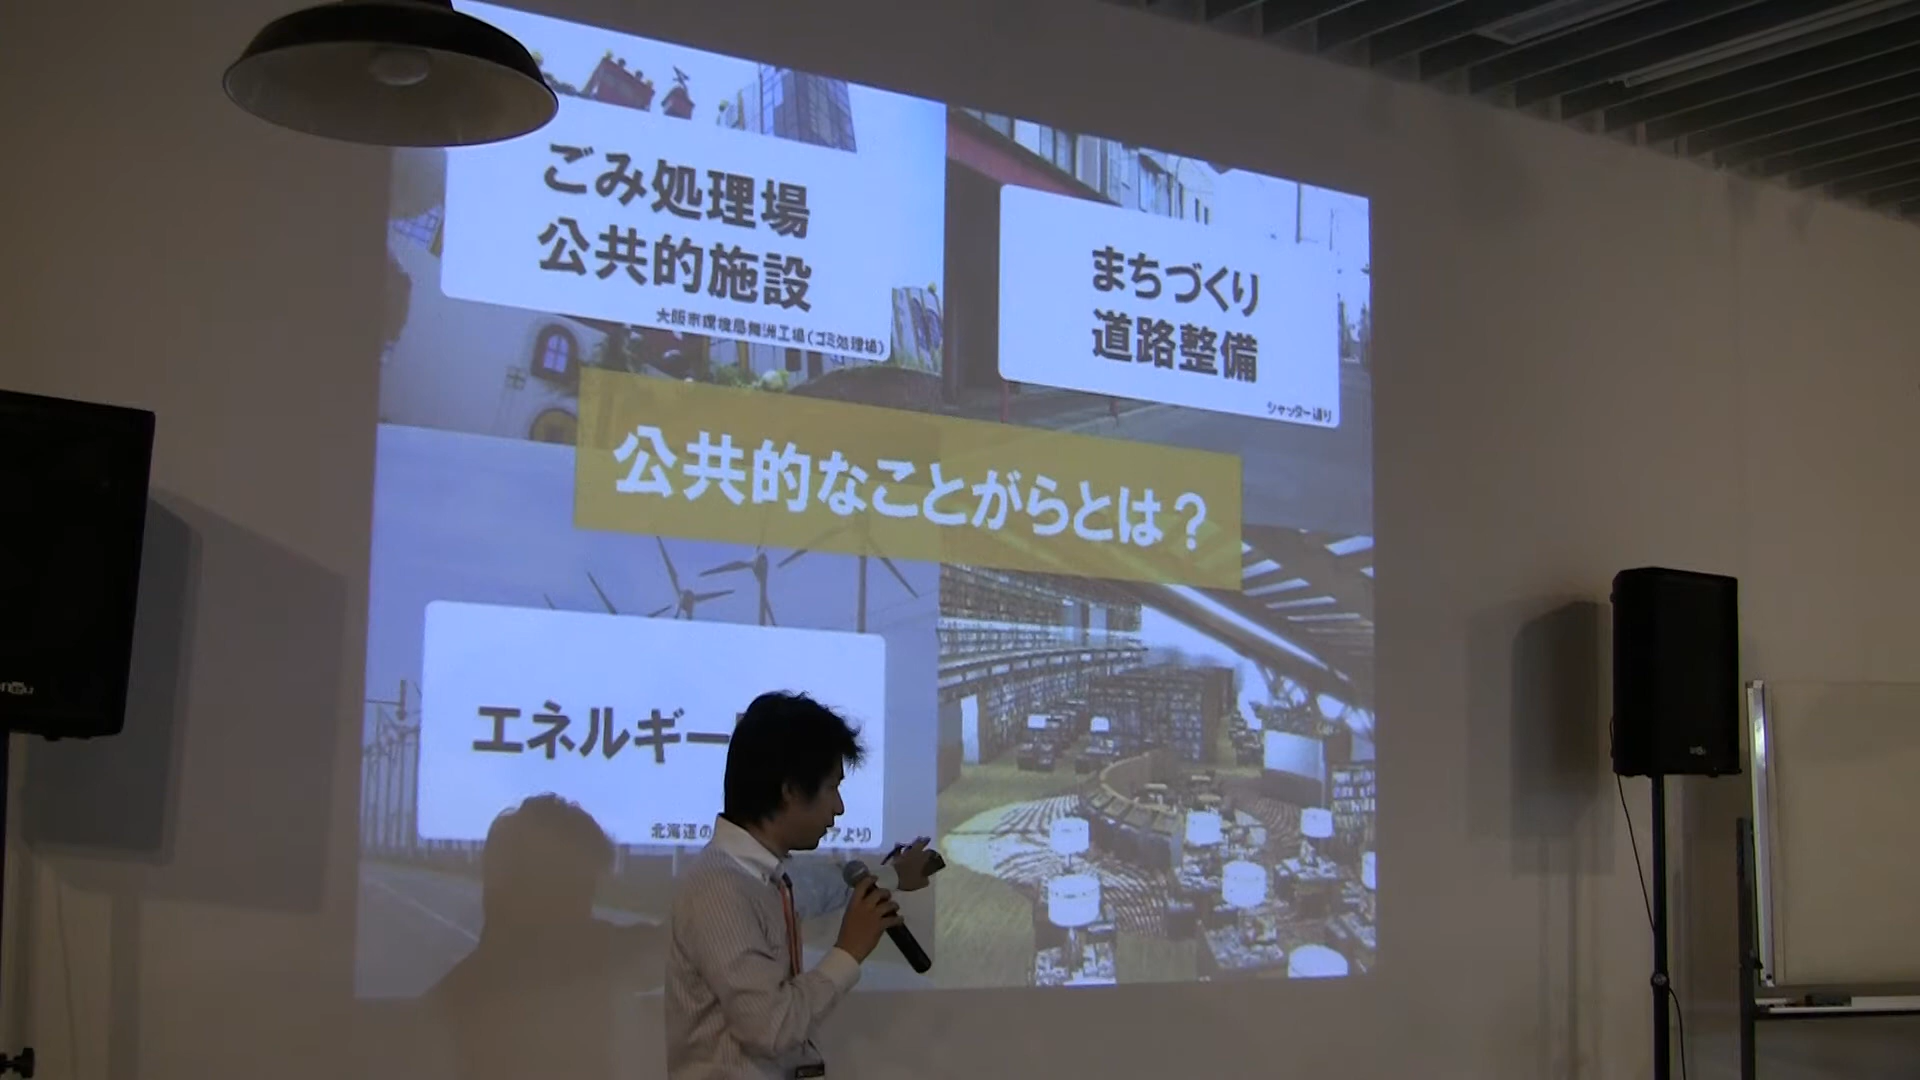 ごみ処理場
公共的施設
大阪市環境局舞洲工場(ゴミ処理場)
まちづくり
道路整備
シャッター通り
公共的なことがらとは？
エネルギー
北海道の
アより)